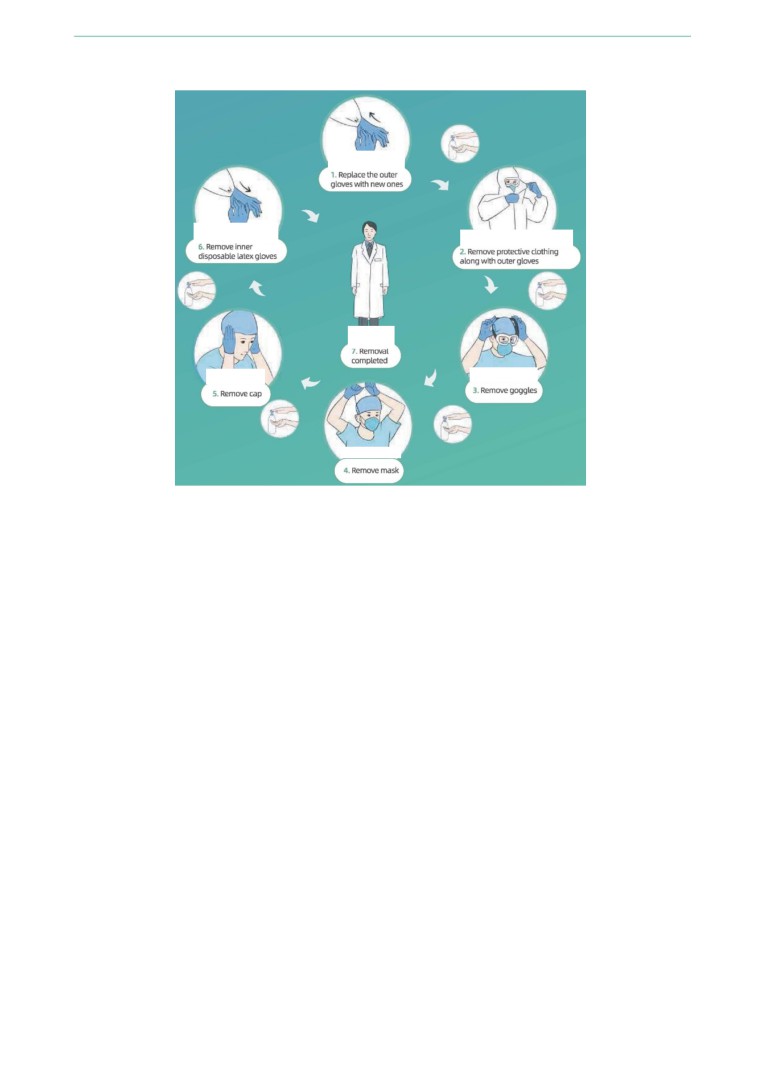 1. Replace the outer
gloves with new ones
2. Remove protective clothing
along with outer gloves
3. Remove goggles
4. Remove mask
5. Remove cap
6. Remove inner
disposable latex gloves
7. Removal
completed